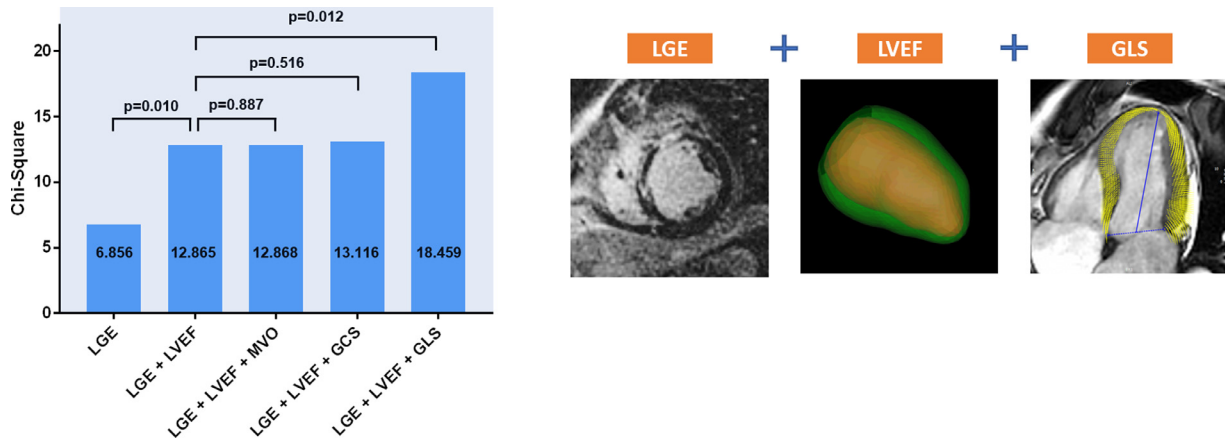 p=0.012
p=0.516
p=0.010
p=0.887
Chi-Square
20
15
10
5
0
6.856
12.865
12.868
13.116
18.459
LGE
LGE + LVEF
LGE + LVEF + MVO
LGE + LVEF + GCS
LGE + LVEF + GLS
LGE + LVEF + GLS